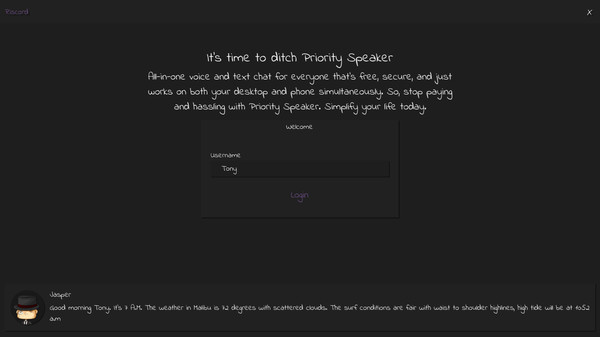 Discord
X
It's time to ditch Priority Speaker
All-in-one voice and text chat for everyone that's free, secure, and just
works on both your desktop and phone simultaneously. So, stop paying
and hassling with Priority Speaker. Simplify your life today.
Welcome
Username
Tony
Login
Jasper
Good morning Tony. It's 7 A.M. The weather in Malibu is 72 degrees with scattered clouds. The surf conditions are fair with waist to shoulder highlines, high tide will be at 10:52
a.m